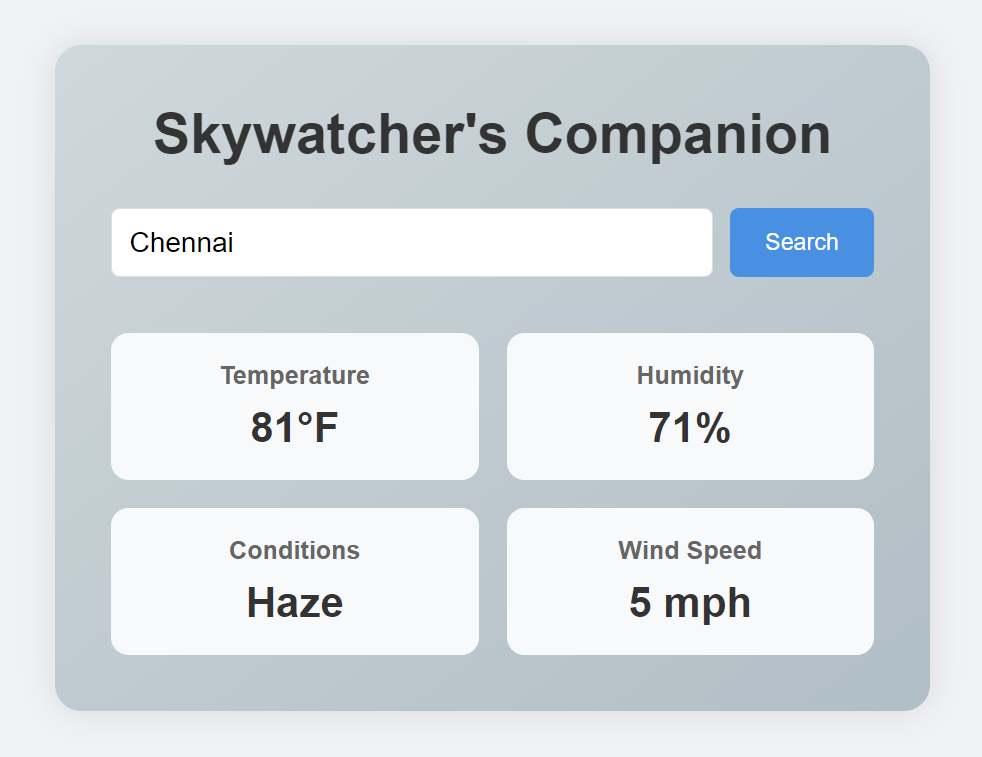 Skywatcher's Companion
Chennai
Search
Temperature
81°F
Humidity
71%
Conditions
Haze
Wind Speed
5 mph